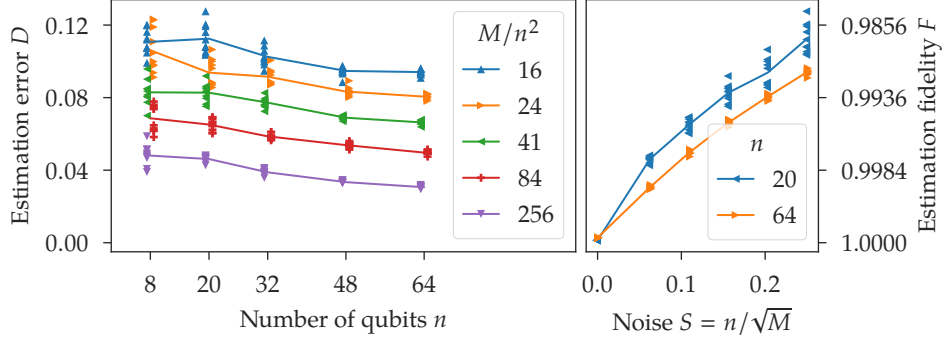 Estimation error D
0.12
0.08
0.04
0.00
8 20 32 48 64
Number of qubits n
M/n²
16
24
41
84
256
0.0 0.1 0.2
Noise S = n/√M
n
20
64
0.9856
0.9936
0.9984
1.0000
Estimation fidelity F